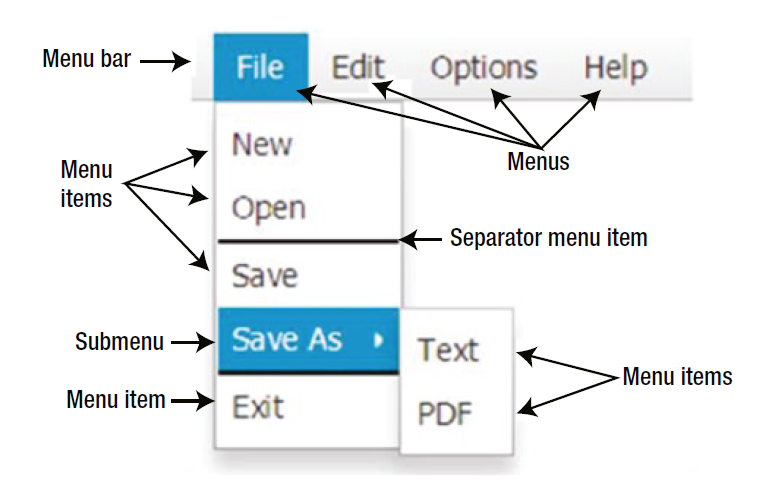 Menu bar
File Edit Options Help
Menus
New
Menu
items
Open
Separator menu item
Save
Submenu
Save As
Text
Menu items
Menu item
Exit
PDF